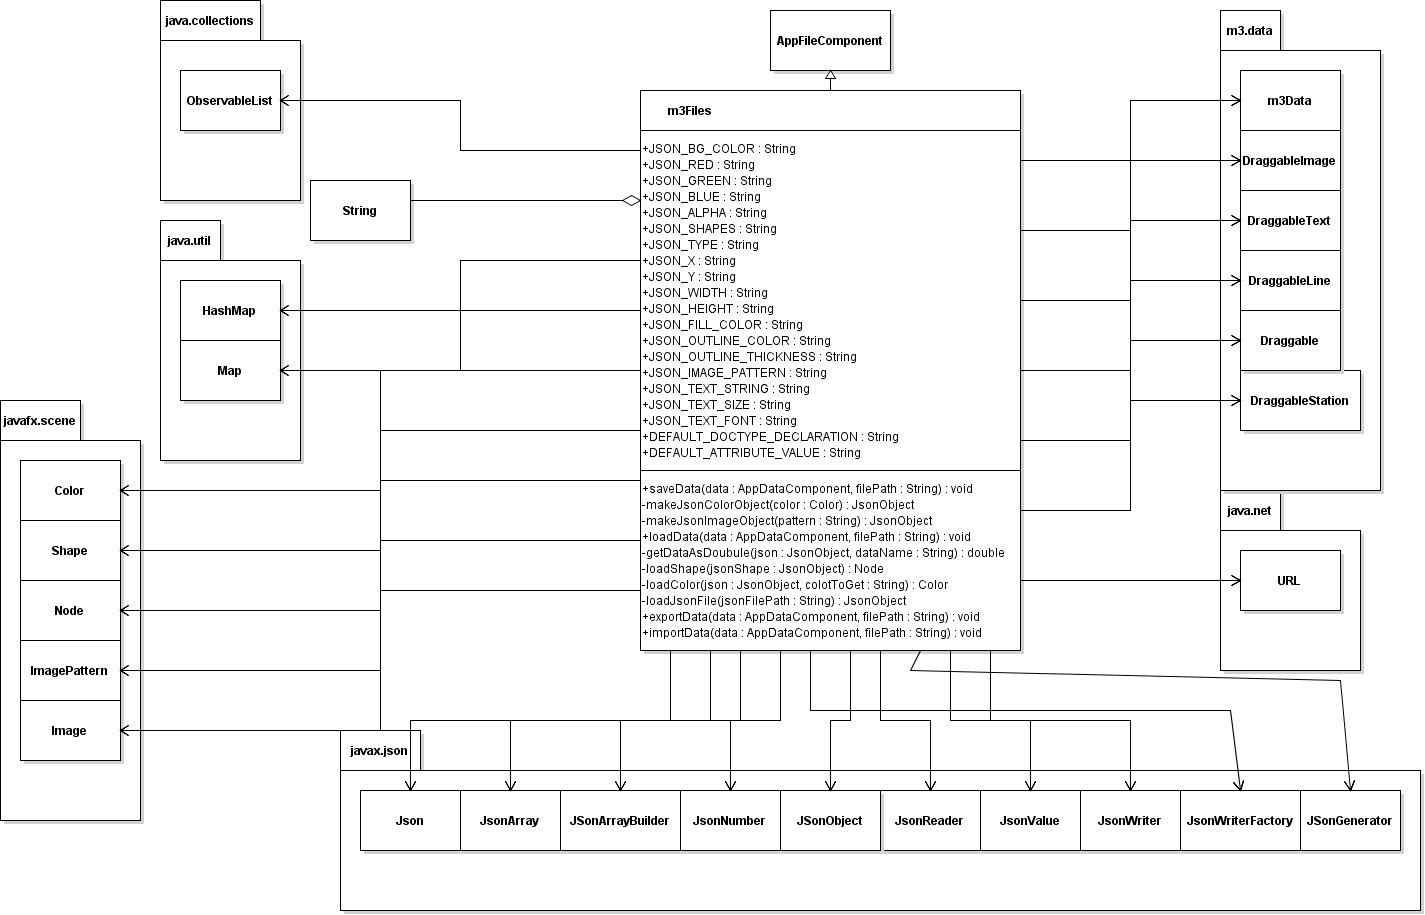 java.collections
ObservableList
String
java.util
HashMap
Map
javafx.scene
Color
Shape
Node
ImagePattern
Image
AppFileComponent
m3Files
+JSON_BG_COLOR : String
+JSON_RED : String
+JSON_GREEN : String
+JSON_BLUE : String
+JSON_ALPHA : String
+JSON_SHAPES : String
+JSON_TYPE : String
+JSON_X : String
+JSON_Y : String
+JSON_WIDTH : String
+JSON_HEIGHT : String
+JSON_FILL_COLOR : String
+JSON_OUTLINE_COLOR : String
+JSON_OUTLINE_THICKNESS : String
+JSON_IMAGE_PATTERN : String
+JSON_TEXT_STRING : String
+JSON_TEXT_SIZE : String
+JSON_TEXT_FONT : String
+DEFAULT_DOCTYPE_DECLARATION : String
+DEFAULT_ATTRIBUTE_VALUE : String
+saveData(data : AppDataComponent, filePath : String) : void
-makeJsonColorObject(color : Color) : JsonObject
-makeJsonImageObject(pattern : String) : JsonObject
+loadData(data : AppDataComponent, filePath : String) : void
-getDataAsDoubule(json : JsonObject, dataName : String) : double
-loadShape(jsonShape : JsonObject) : Node
-loadColor(json : JsonObject, colotToGet : String) : Color
-loadJsonFile(jsonFilePath : String) : JsonObject
+exportData(data : AppDataComponent, filePath : String) : void
+importData(data : AppDataComponent, filePath : String) : void
m3.data
m3Data
DraggableImage
DraggableText
DraggableLine
Draggable
DraggableStation
java.net
URL
javax.json
Json
JsonArray
JSonArrayBuilder
JsonNumber
JSonObject
JsonReader
JsonValue
JsonWriter
JsonWriterFactory
JSonGenerator